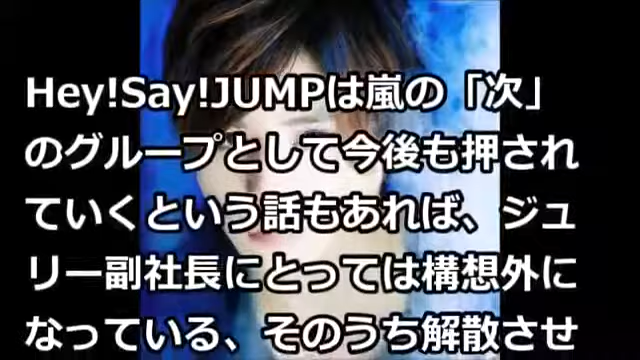 Hey!Say!JUMPは嵐の「次」
のグループとして今後も押され
ていくという話もあれば、ジュ
リー副社長にとっては構想外に
なっている、そのうち解散させ